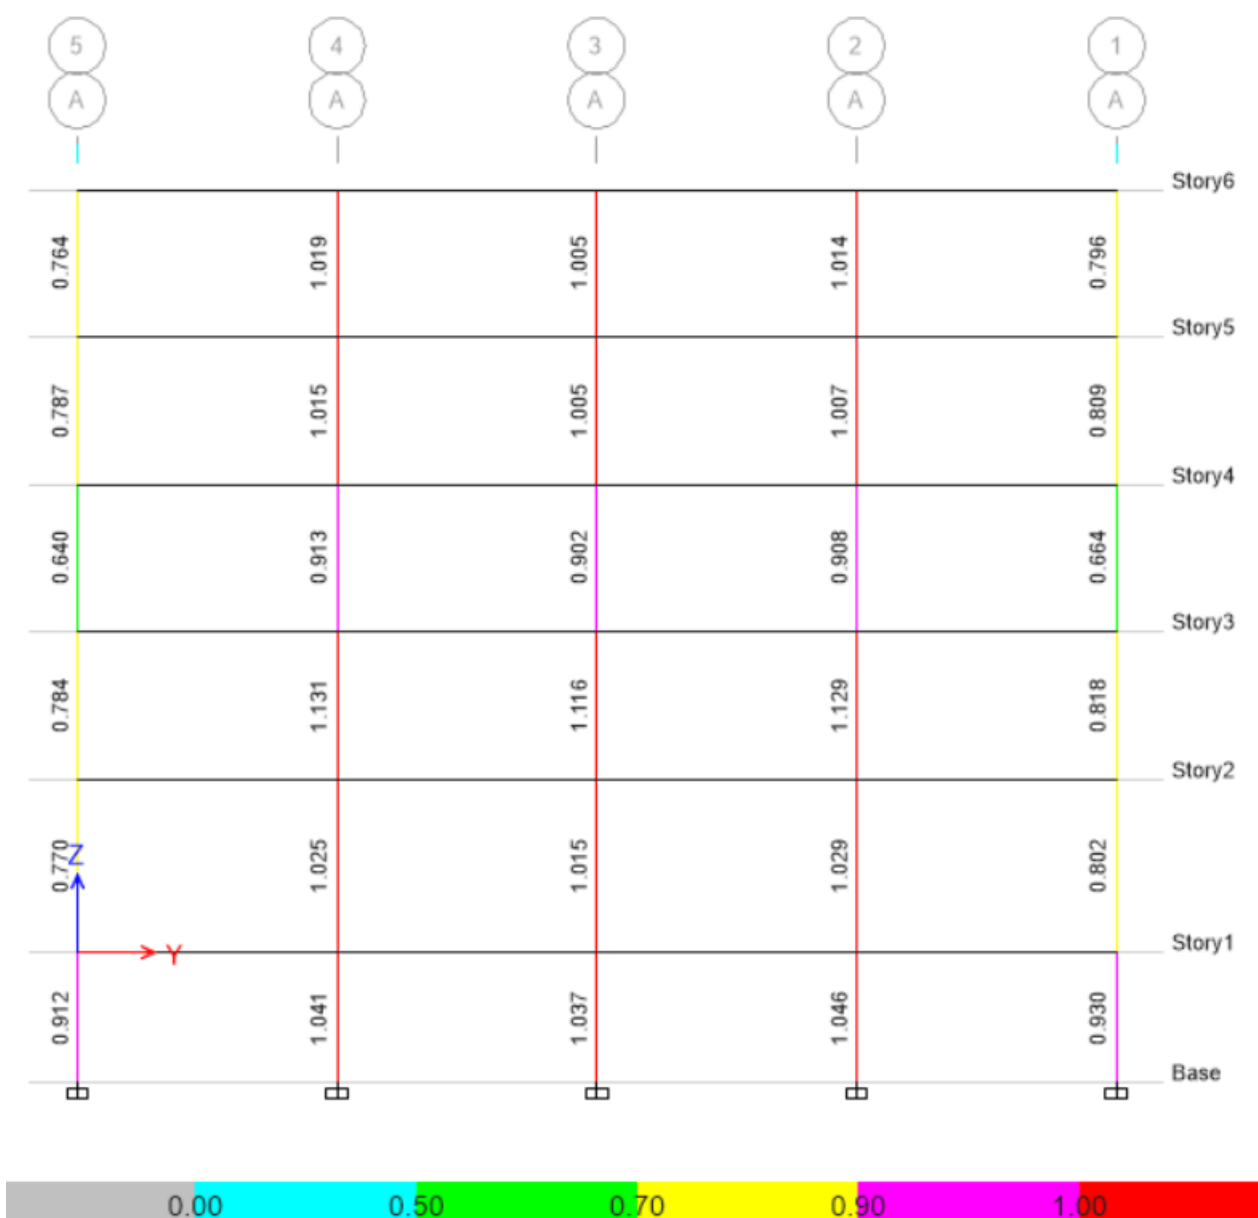 5 4 3 2 1
A A A A A
Story6
0.764 1.019 1.005 1.014 0.796
Story5
0.787 1.015 1.005 1.007 0.809
Story4
0.640 0.913 0.902 0.908 0.664
Story3
0.784 1.131 1.116 1.129 0.818
Story2
0.770 1.025 1.015 1.029 0.802
Z
Story1
Y
0.912 1.041 1.037 1.046 0.930
Base
0.00 0.50 0.70 0.90 1.00